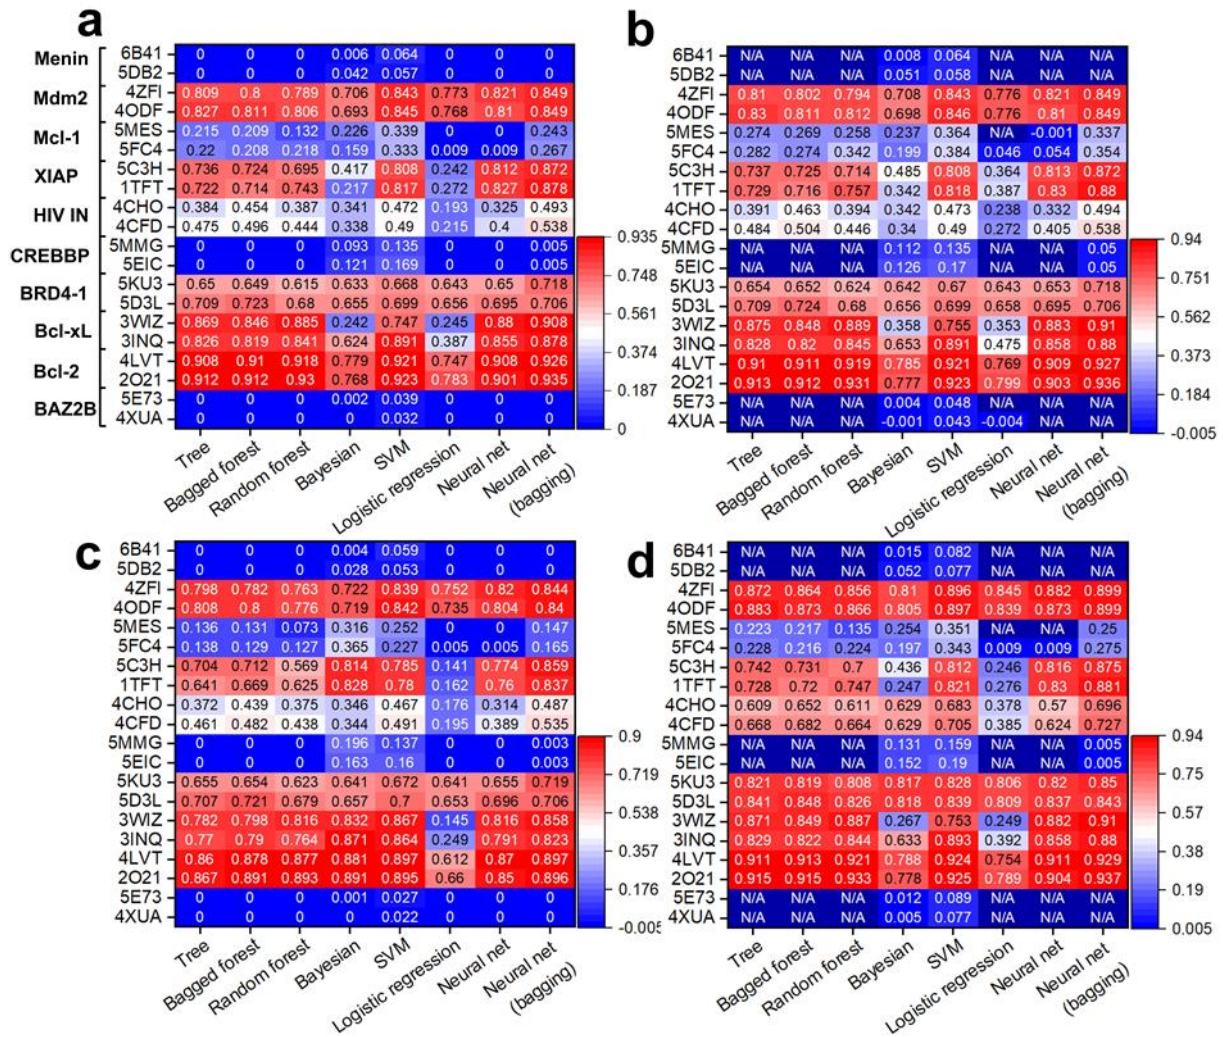 a
Menin
Mdm2
Mcl-1
XIAP
HIV IN
CREBBP
BRD4-1
Bcl-xL
Bcl-2
BAZ2B
6B41 0 0 0 0.006 0.064 0 0 0
5DB2 0 0 0 0.042 0.057 0 0 0
4ZFI 0.809 0.8 0.789 0.706 0.843 0.773 0.821 0.849
4ODF 0.827 0.811 0.806 0.693 0.845 0.768 0.81 0.849
5MES 0.215 0.209 0.132 0.226 0.339 0 0 0.243
5FC4 0.22 0.208 0.218 0.159 0.333 0.009 0.009 0.267
5C3H 0.736 0.724 0.695 0.417 0.808 0.242 0.812 0.872
1TFT 0.722 0.714 0.743 0.217 0.817 0.272 0.827 0.878
4CHO 0.384 0.454 0.387 0.341 0.472 0.193 0.325 0.493
4CFD 0.475 0.496 0.444 0.338 0.49 0.215 0.4 0.538
5MMG 0 0 0 0.093 0.135 0 0 0.005
5EIC 0 0 0 0.121 0.169 0 0 0.005
5KU3 0.65 0.649 0.615 0.633 0.668 0.643 0.65 0.718
5D3L 0.709 0.723 0.68 0.655 0.699 0.656 0.695 0.706
3WIZ 0.869 0.846 0.885 0.242 0.747 0.245 0.88 0.908
3INQ 0.826 0.819 0.841 0.624 0.891 0.387 0.855 0.878
4LVT 0.908 0.91 0.918 0.779 0.921 0.747 0.908 0.926
2O21 0.912 0.912 0.93 0.768 0.923 0.783 0.901 0.935
5E73 0 0 0 0.002 0.039 0 0 0
4XUA 0 0 0 0 0.032 0 0 0
0.935
0.748
0.561
0.374
0.187
0
Tree
Bagged forest
Random forest
Bayesian
SVM
Logistic regression
Neural net
Neural net
(bagging)
b
6B41 N/A N/A N/A 0.008 0.064 N/A N/A N/A
5DB2 N/A N/A N/A 0.051 0.058 N/A N/A N/A
4ZFI 0.81 0.802 0.794 0.708 0.843 0.776 0.821 0.849
4ODF 0.83 0.811 0.812 0.698 0.846 0.776 0.81 0.849
5MES 0.274 0.269 0.258 0.237 0.364 N/A -0.001 0.337
5FC4 0.282 0.274 0.342 0.199 0.384 0.046 0.054 0.354
5C3H 0.737 0.725 0.714 0.485 0.808 0.364 0.813 0.872
1TFT 0.729 0.716 0.757 0.342 0.818 0.387 0.83 0.88
4CHO 0.391 0.463 0.394 0.342 0.473 0.238 0.332 0.494
4CFD 0.484 0.504 0.446 0.34 0.49 0.272 0.405 0.538
5MMG N/A N/A N/A 0.112 0.135 N/A N/A 0.05
5EIC N/A N/A N/A 0.126 0.17 N/A N/A 0.05
5KU3 0.654 0.652 0.624 0.642 0.67 0.643 0.653 0.718
5D3L 0.709 0.724 0.68 0.656 0.699 0.658 0.695 0.706
3WIZ 0.875 0.848 0.889 0.358 0.755 0.353 0.883 0.91
3INQ 0.828 0.82 0.845 0.653 0.891 0.475 0.858 0.88
4LVT 0.91 0.911 0.919 0.785 0.921 0.769 0.909 0.927
2O21 0.913 0.912 0.931 0.777 0.923 0.799 0.903 0.936
5E73 N/A N/A N/A 0.004 0.048 N/A N/A N/A
4XUA N/A N/A N/A -0.001 0.043 -0.004 N/A N/A
0.94
0.751
0.562
0.373
0.184
-0.005
Tree
Bagged forest
Random forest
Bayesian
SVM
Logistic regression
Neural net
Neural net
(bagging)
c
6B41 0 0 0 0.004 0.059 0 0 0
5DB2 0 0 0 0.028 0.053 0 0 0
4ZFI 0.798 0.782 0.763 0.722 0.839 0.752 0.82 0.844
4ODF 0.808 0.8 0.776 0.719 0.842 0.735 0.804 0.84
5MES 0.136 0.131 0.073 0.316 0.252 0 0 0.147
5FC4 0.138 0.129 0.127 0.365 0.227 0.005 0.005 0.165
5C3H 0.704 0.712 0.569 0.814 0.785 0.141 0.774 0.859
1TFT 0.641 0.669 0.625 0.828 0.78 0.162 0.76 0.837
4CHO 0.372 0.439 0.375 0.346 0.467 0.176 0.314 0.487
4CFD 0.461 0.482 0.438 0.344 0.491 0.195 0.389 0.535
5MMG 0 0 0 0.196 0.137 0 0 0.003
5EIC 0 0 0 0.163 0.16 0 0 0.003
5KU3 0.655 0.654 0.623 0.641 0.672 0.641 0.655 0.719
5D3L 0.707 0.721 0.679 0.657 0.7 0.653 0.696 0.706
3WIZ 0.782 0.798 0.816 0.832 0.867 0.145 0.816 0.858
3INQ 0.77 0.79 0.764 0.871 0.864 0.249 0.791 0.823
4LVT 0.86 0.878 0.877 0.881 0.897 0.612 0.87 0.897
2O21 0.867 0.891 0.893 0.891 0.895 0.66 0.85 0.896
5E73 0 0 0 0.001 0.027 0 0 0
4XUA 0 0 0 0 0.022 0 0 0
0.9
0.719
0.538
0.357
0.176
-0.005
Tree
Bagged forest
Random forest
Bayesian
SVM
Logistic regression
Neural net
Neural net
(bagging)
d
6B41 N/A N/A N/A 0.015 0.082 N/A N/A N/A
5DB2 N/A N/A N/A 0.052 0.077 N/A N/A N/A
4ZFI 0.872 0.864 0.856 0.81 0.896 0.845 0.882 0.899
4ODF 0.883 0.873 0.866 0.805 0.897 0.839 0.873 0.899
5MES 0.223 0.217 0.135 0.254 0.351 N/A N/A 0.25
5FC4 0.228 0.216 0.224 0.197 0.343 0.009 0.009 0.275
5C3H 0.742 0.731 0.7 0.436 0.812 0.246 0.816 0.875
1TFT 0.728 0.72 0.747 0.247 0.821 0.276 0.83 0.881
4CHO 0.609 0.652 0.611 0.629 0.683 0.378 0.57 0.696
4CFD 0.668 0.682 0.664 0.629 0.705 0.385 0.624 0.727
5MMG N/A N/A N/A 0.131 0.159 N/A N/A 0.005
5EIC N/A N/A N/A 0.152 0.19 N/A N/A 0.005
5KU3 0.821 0.819 0.808 0.817 0.828 0.806 0.82 0.85
5D3L 0.841 0.848 0.826 0.818 0.839 0.809 0.837 0.843
3WIZ 0.871 0.849 0.887 0.267 0.753 0.249 0.882 0.91
3INQ 0.829 0.822 0.844 0.633 0.893 0.392 0.858 0.88
4LVT 0.911 0.913 0.921 0.788 0.924 0.754 0.911 0.929
2O21 0.915 0.915 0.933 0.778 0.925 0.789 0.904 0.937
5E73 N/A N/A N/A 0.012 0.089 N/A N/A N/A
4XUA N/A N/A N/A 0.005 0.077 N/A N/A N/A
0.94
0.75
0.57
0.38
0.19
0.005
Tree
Bagged forest
Random forest
Bayesian
SVM
Logistic regression
Neural net
Neural net
(bagging)